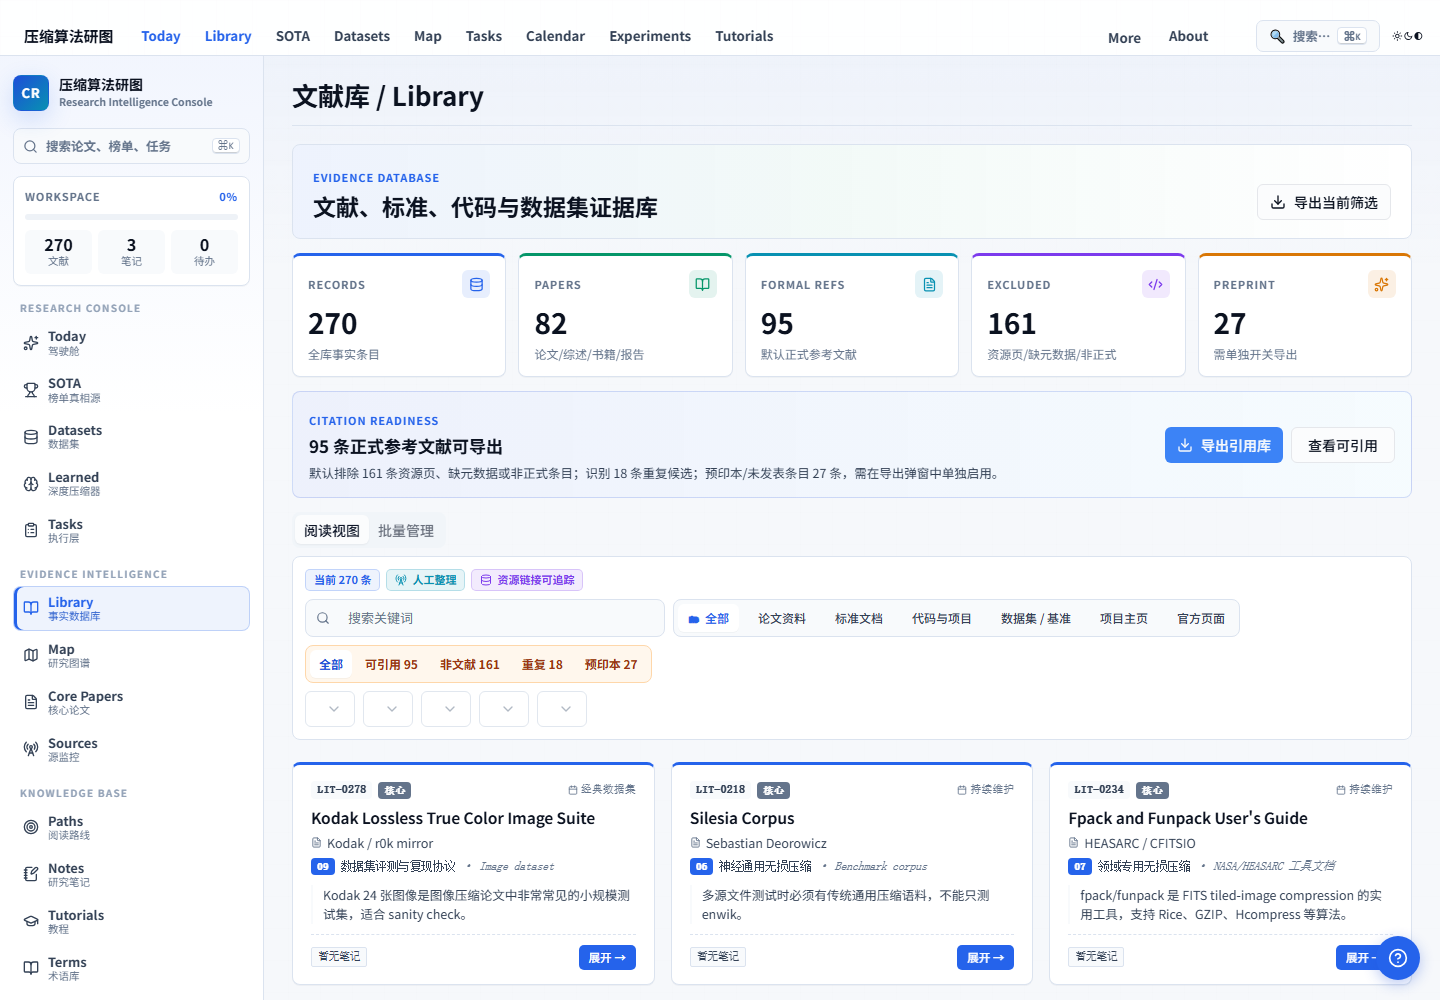 压缩算法研图 Today Library SOTA Datasets Map Tasks Calendar Experiments Tutorials More About 搜索… ⌘K
CR 压缩算法研图
Research Intelligence Console
搜索论文、榜单、任务 ⌘K
WORKSPACE 0%
270 3 0
文献 笔记 待办
RESEARCH CONSOLE
Today
驾驶舱
SOTA
榜单真相源
Datasets
数据集
Learned
深度压缩器
Tasks
执行层
EVIDENCE INTELLIGENCE
Library
事实数据库
Map
研究图谱
Core Papers
核心论文
Sources
源监控
KNOWLEDGE BASE
Paths
阅读路线
Notes
研究笔记
Tutorials
教程
Terms
术语库
文献库 / Library
EVIDENCE DATABASE
文献、标准、代码与数据集证据库
导出当前筛选
RECORDS PAPERS FORMAL REFS EXCLUDED PREPRINT
270 82 95 161 27
全库事实条目 论文/综述/书籍/报告 默认正式参考文献 资源页/缺元数据/非正式 需单独开关导出
CITATION READINESS
95 条正式参考文献可导出
默认排除 161 条资源页、缺元数据或非正式条目；识别 18 条重复候选；预印本/未发表条目 27 条，需在导出弹窗中单独启用。
导出引用库 查看可引用
阅读视图 批量管理
当前 270 条 人工整理 资源链接可追踪
搜索关键词 全部 论文资料 标准文档 代码与项目 数据集 / 基准 项目主页 官方页面
全部 可引用 95 非文献 161 重复 18 预印本 27
LIT-0278 核心 经典数据集
Kodak Lossless True Color Image Suite
Kodak / r0k mirror
09 数据集评测与复现协议 • Image dataset
Kodak 24 张图像是图像压缩论文中非常常见的小规模测
试集，适合 sanity check。
暂无笔记 展开 →
LIT-0218 核心 持续维护
Silesia Corpus
Sebastian Deorowicz
06 神经通用无损压缩 • Benchmark corpus
多源文件测试时必须有传统通用压缩语料，不能只测
enwik。
暂无笔记 展开 →
LIT-0234 核心 持续维护
Fpack and Funpack User's Guide
HEASARC / CFITSIO
07 领域专用无损压缩 • NASA/HEASARC 工具文档
fpack/funpack 是 FITS tiled-image compression 的实
用工具，支持 Rice、GZIP、Hcompress 等算法。
暂无笔记 展开